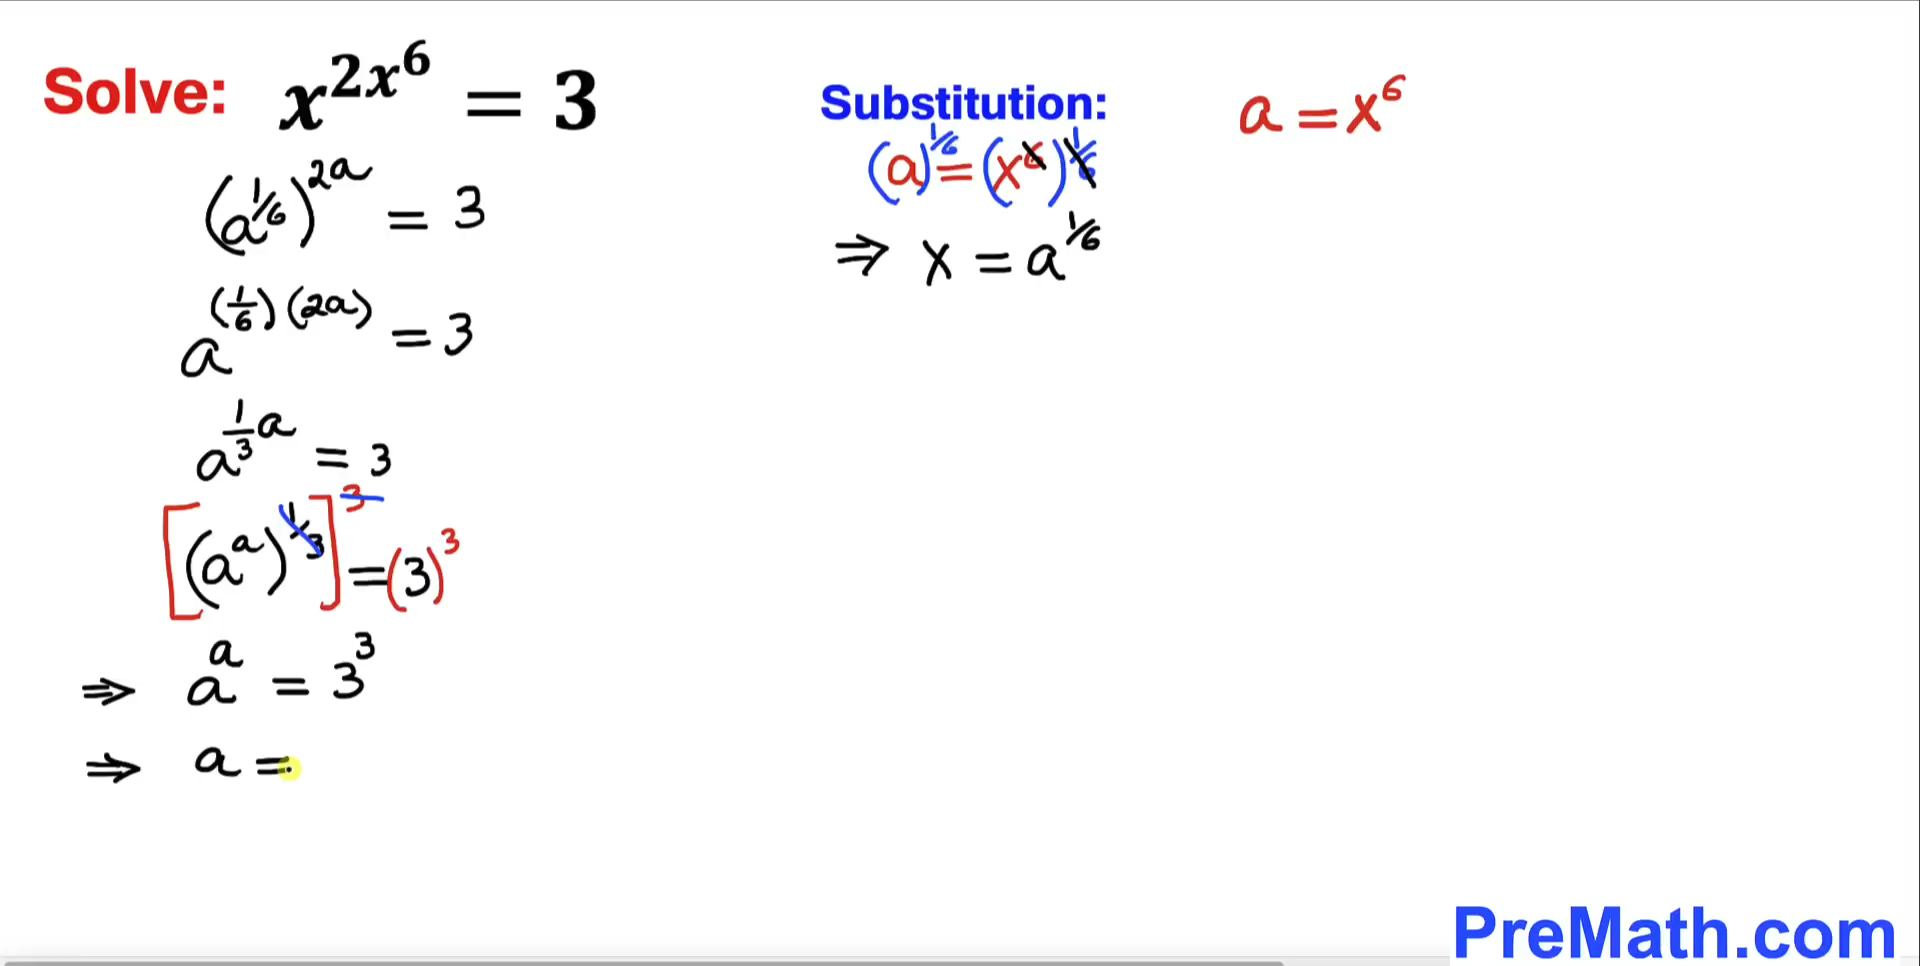 Solve: x^{2x^6} = 3
(a^{1/6})^{2a} = 3
a^{(1/6)(2a)} = 3
a^{\frac{1}{3}a} = 3
[(a^a)^{1/3}]^3 = (3)^3
⇒ a^a = 3^3
⇒ a =
Substitution: a = x^6
(a)^{1/6} = (x^6)^{1/6}
⇒ x = a^{1/6}
PreMath.com